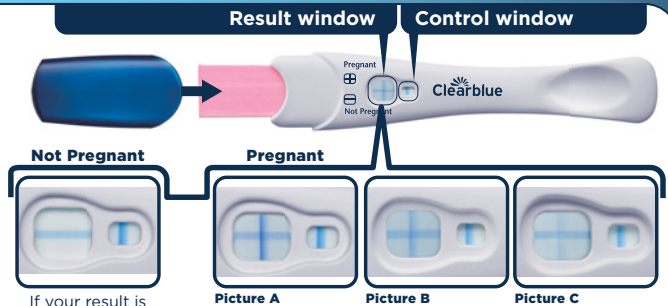 Result window
Control window
Pregnant
Not Pregnant
Clearblue
Not Pregnant
Pregnant
If your result is
Picture A
Picture B
Picture C